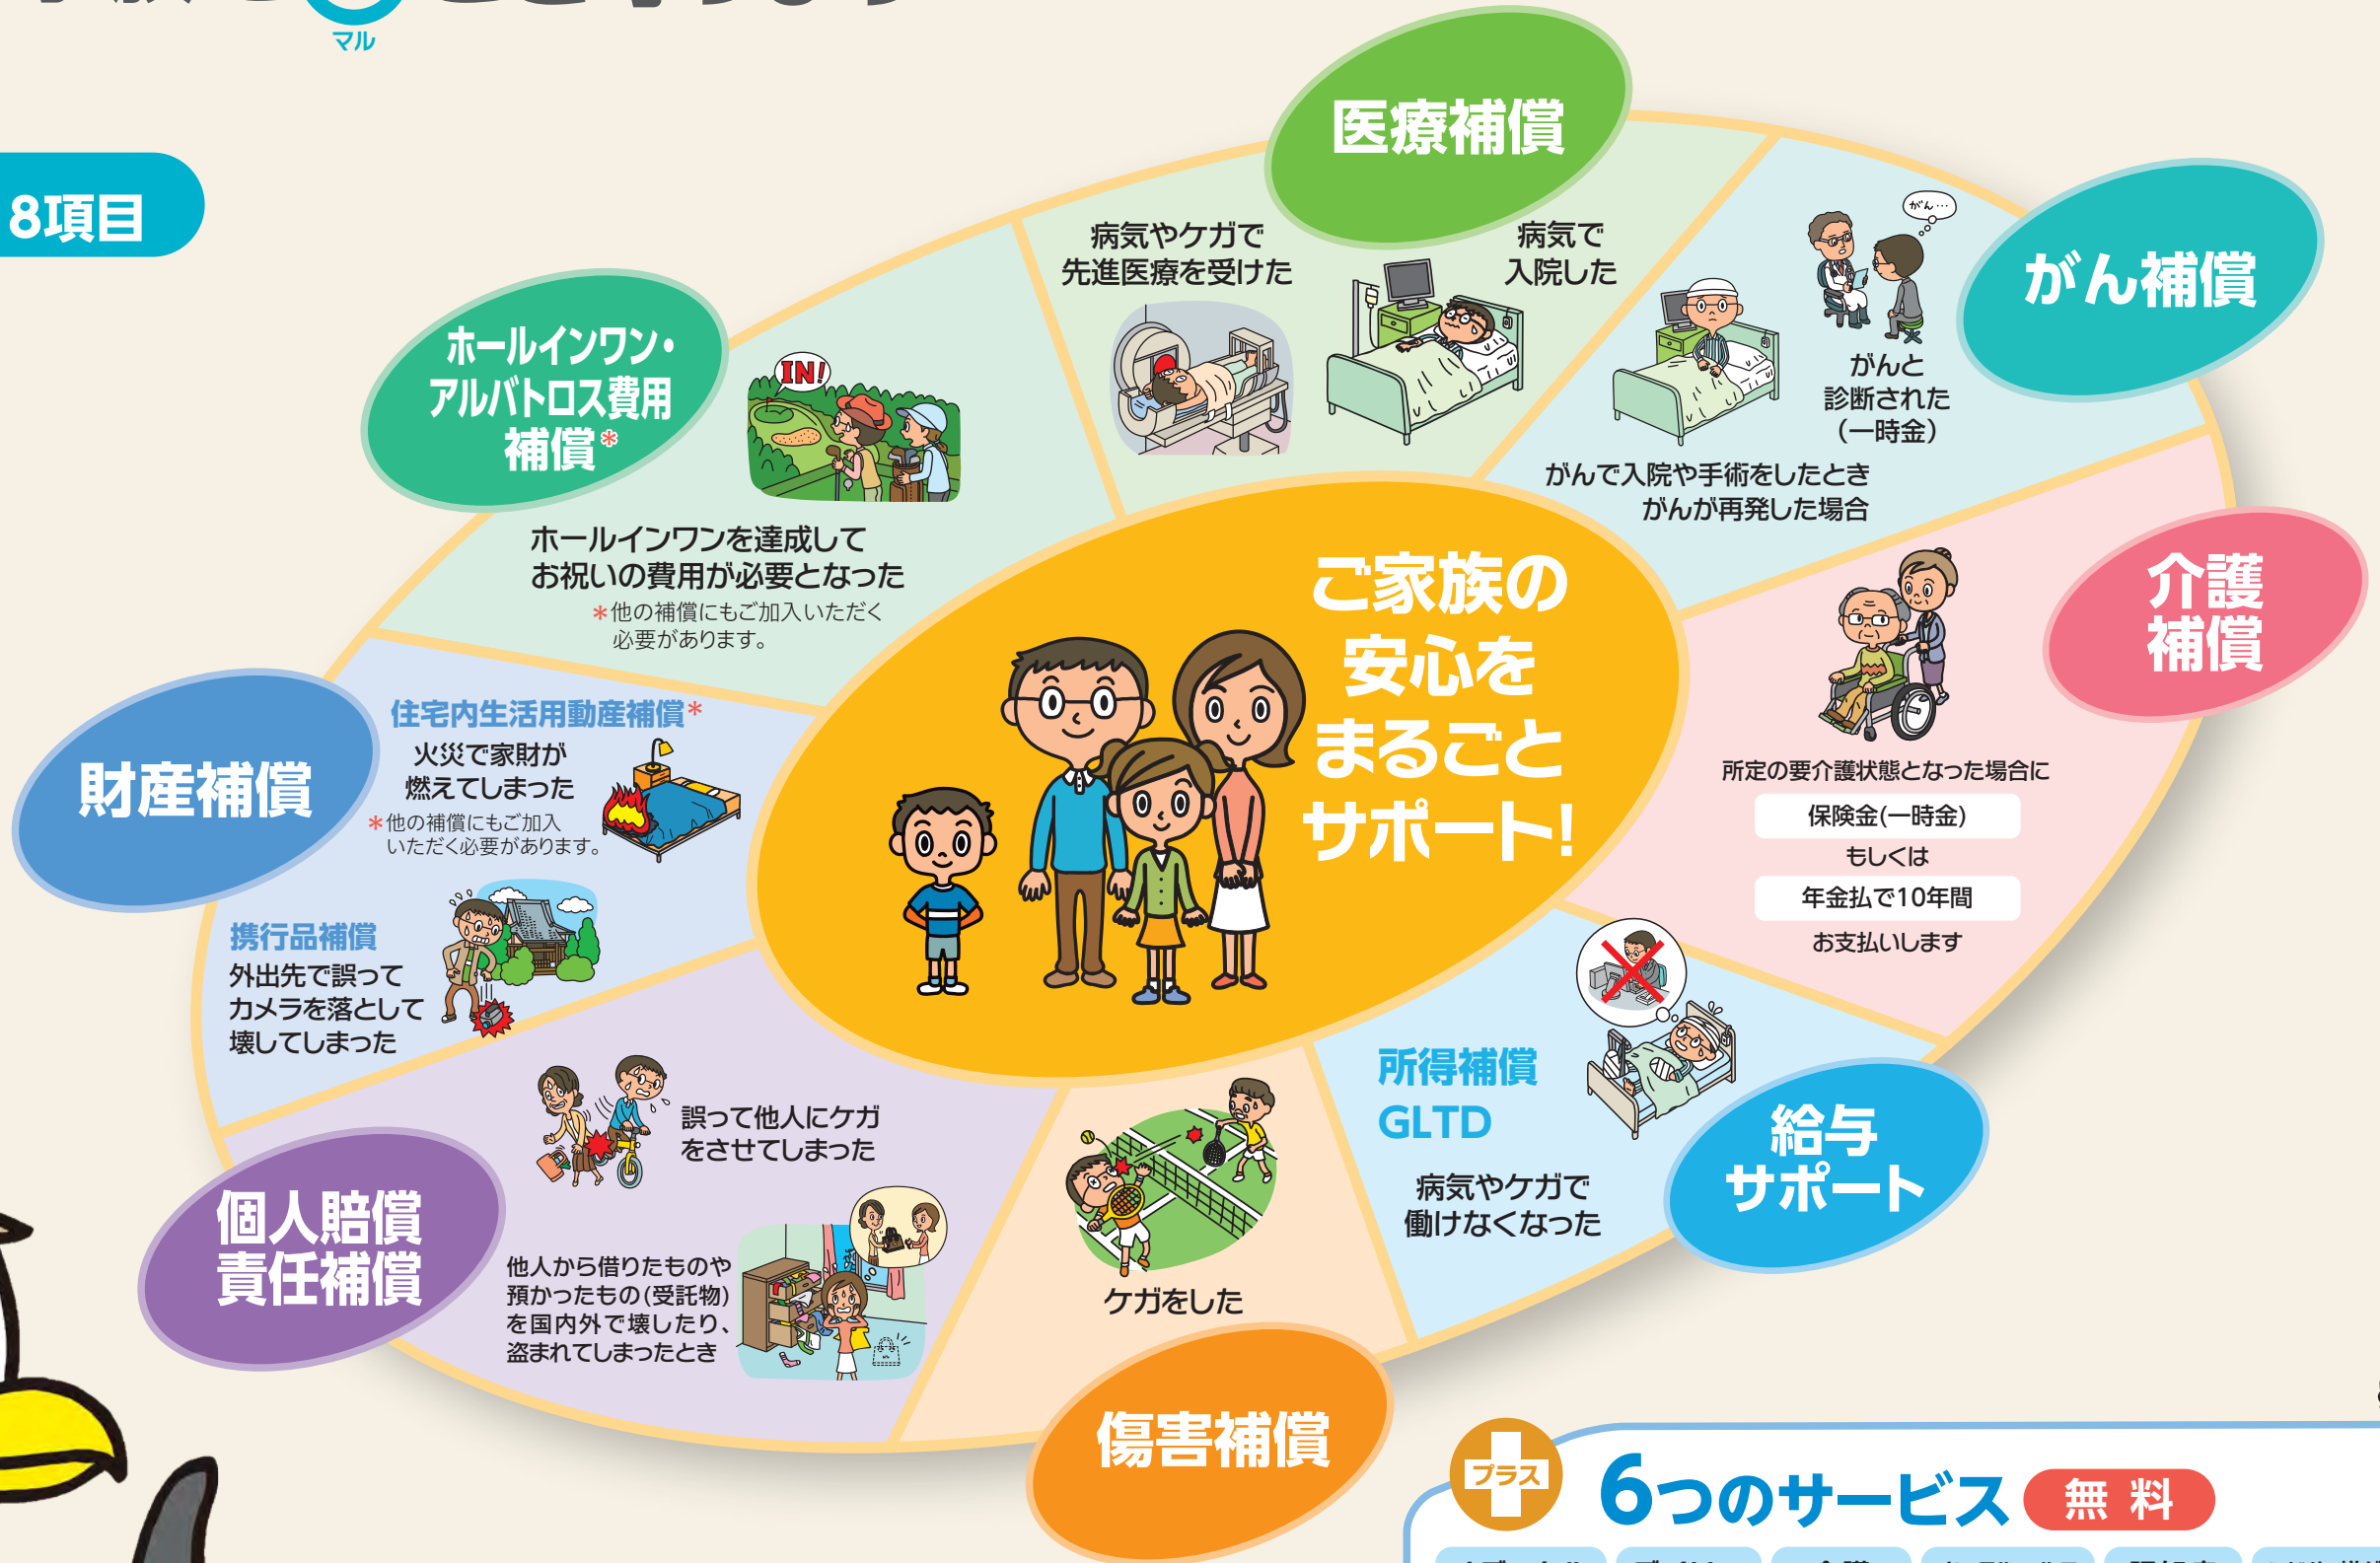 マル
8項目
医療補償
病気やケガで
先進医療を受けた
病気で
入院した
がん補償
がん…
がんと
診断された
(一時金)
がんで入院や手術をしたとき
がんが再発した場合
ホールインワン・
アルバトロス費用
補償*
IN!
ホールインワンを達成して
お祝いの費用が必要となった
*他の補償にもご加入いただく
必要があります。
ご家族の
安心を
まるごと
サポート!
介護
補償
所定の要介護状態となった場合に
保険金(一時金)
もしくは
年金払で10年間
お支払いします
財産補償
住宅内生活用動産補償*
火災で家財が
燃えてしまった
*他の補償にもご加入
いただく必要があります。
携行品補償
外出先で誤って
カメラを落として
壊してしまった
所得補償
GLTD
病気やケガで
働けなくなった
給与
サポート
個人賠償
責任補償
誤って他人にケガ
をさせてしまった
他人から借りたものや
預かったもの(受託物)
を国内外で壊したり、
盗まれてしまったとき
ケガをした
傷害補償
プラス
6つのサービス
無料